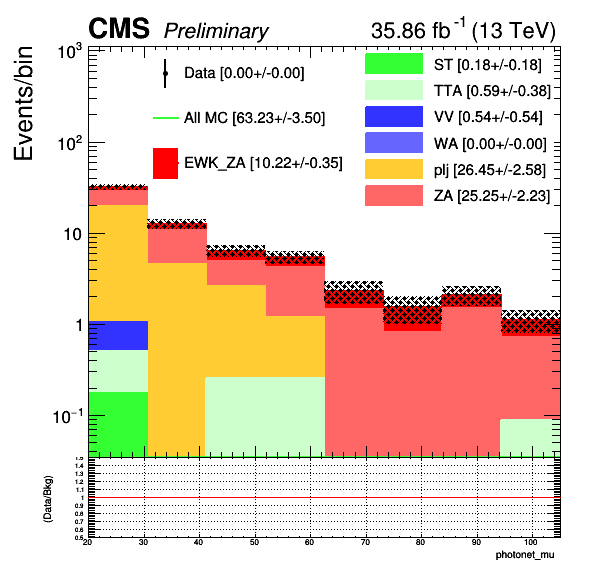 CMS Preliminary 35.86 fb⁻¹ (13 TeV)
Events/bin
10³
10²
10
1
10⁻¹
Data [0.00+/-0.00]
All MC [63.23+/-3.50]
EWK_ZA [10.22+/-0.35]
ST [0.18+/-0.18]
TTA [0.59+/-0.38]
VV [0.54+/-0.54]
WA [0.00+/-0.00]
plj [26.45+/-2.58]
ZA [25.25+/-2.23]
(Data/Bkg)
1.5
1.4
1.3
1.2
1.1
1
0.9
0.8
0.7
0.6
0.5
20 30 40 50 60 70 80 90 100
photonet_mu